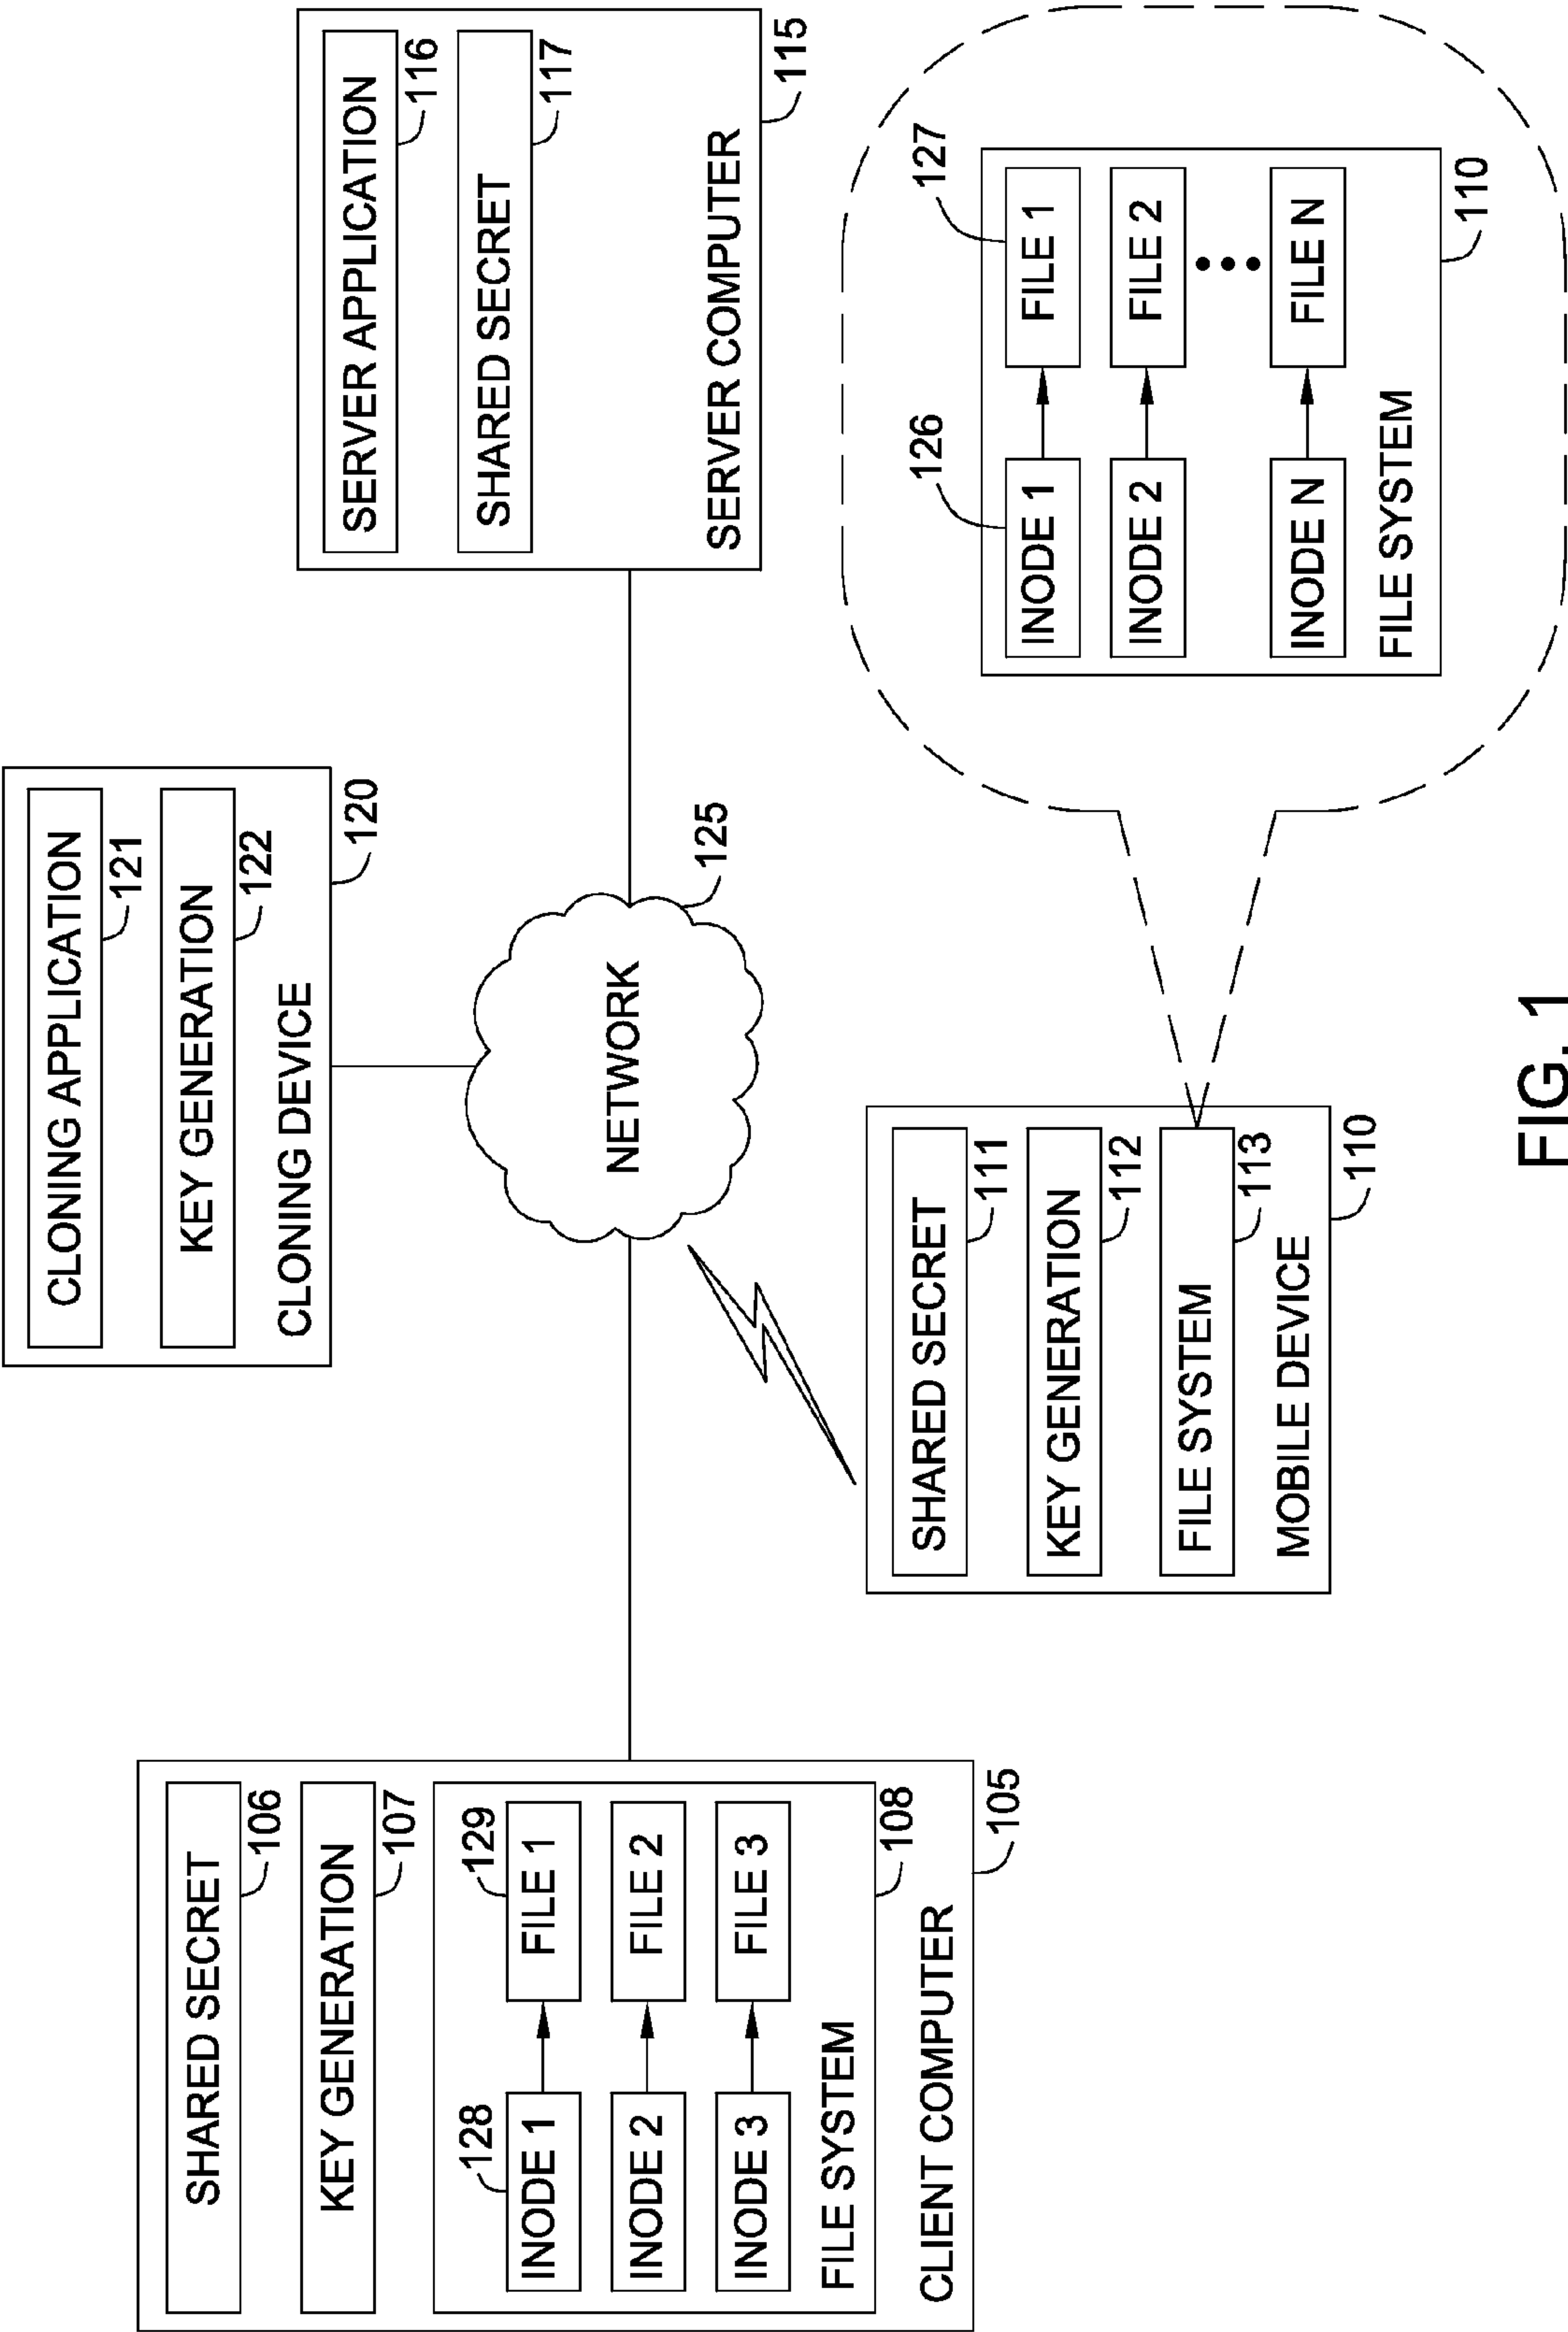 CLONING APPLICATION
121
KEY GENERATION
122
CLONING DEVICE
120
SHARED SECRET
106
KEY GENERATION
107
INODE 1
128
FILE 1
129
INODE 2
FILE 2
INODE 3
FILE 3
FILE SYSTEM
108
CLIENT COMPUTER
105
NETWORK
125
SERVER APPLICATION
116
SHARED SECRET
117
SERVER COMPUTER
115
SHARED SECRET
111
KEY GENERATION
112
FILE SYSTEM
113
MOBILE DEVICE
110
INODE 1
126
FILE 1
127
INODE 2
FILE 2
INODE N
FILE N
FILE SYSTEM
110
FIG. 1